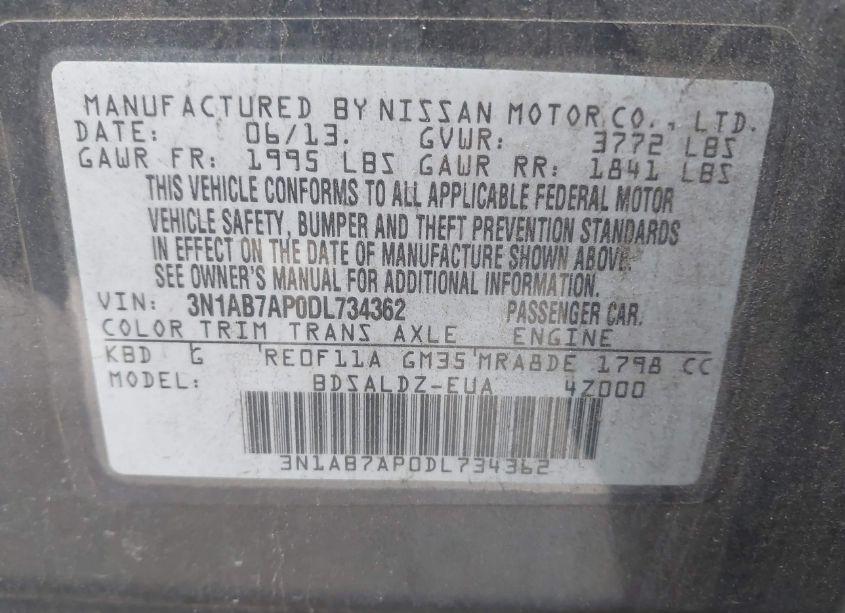 MANUFACTURED BY NISSAN MOTOR CO., LTD.
DATE: 06/13. GVWR: 3772 LBS
GAWR FR: 1995 LBS GAWR RR: 1841 LBS
THIS VEHICLE CONFORMS TO ALL APPLICABLE FEDERAL MOTOR
VEHICLE SAFETY, BUMPER AND THEFT PREVENTION STANDARDS
IN EFFECT ON THE DATE OF MANUFACTURE SHOWN ABOVE.
SEE OWNER'S MANUAL FOR ADDITIONAL INFORMATION.
VIN: 3N1AB7AP0DL734362 PASSENGER CAR.
COLOR TRIM TRANS AXLE ENGINE
KBD G RE0F11A GM35 MRA8DE 1798 CC
MODEL: BDSALDZ-EUA 4Z000
3N1AB7AP0DL734362